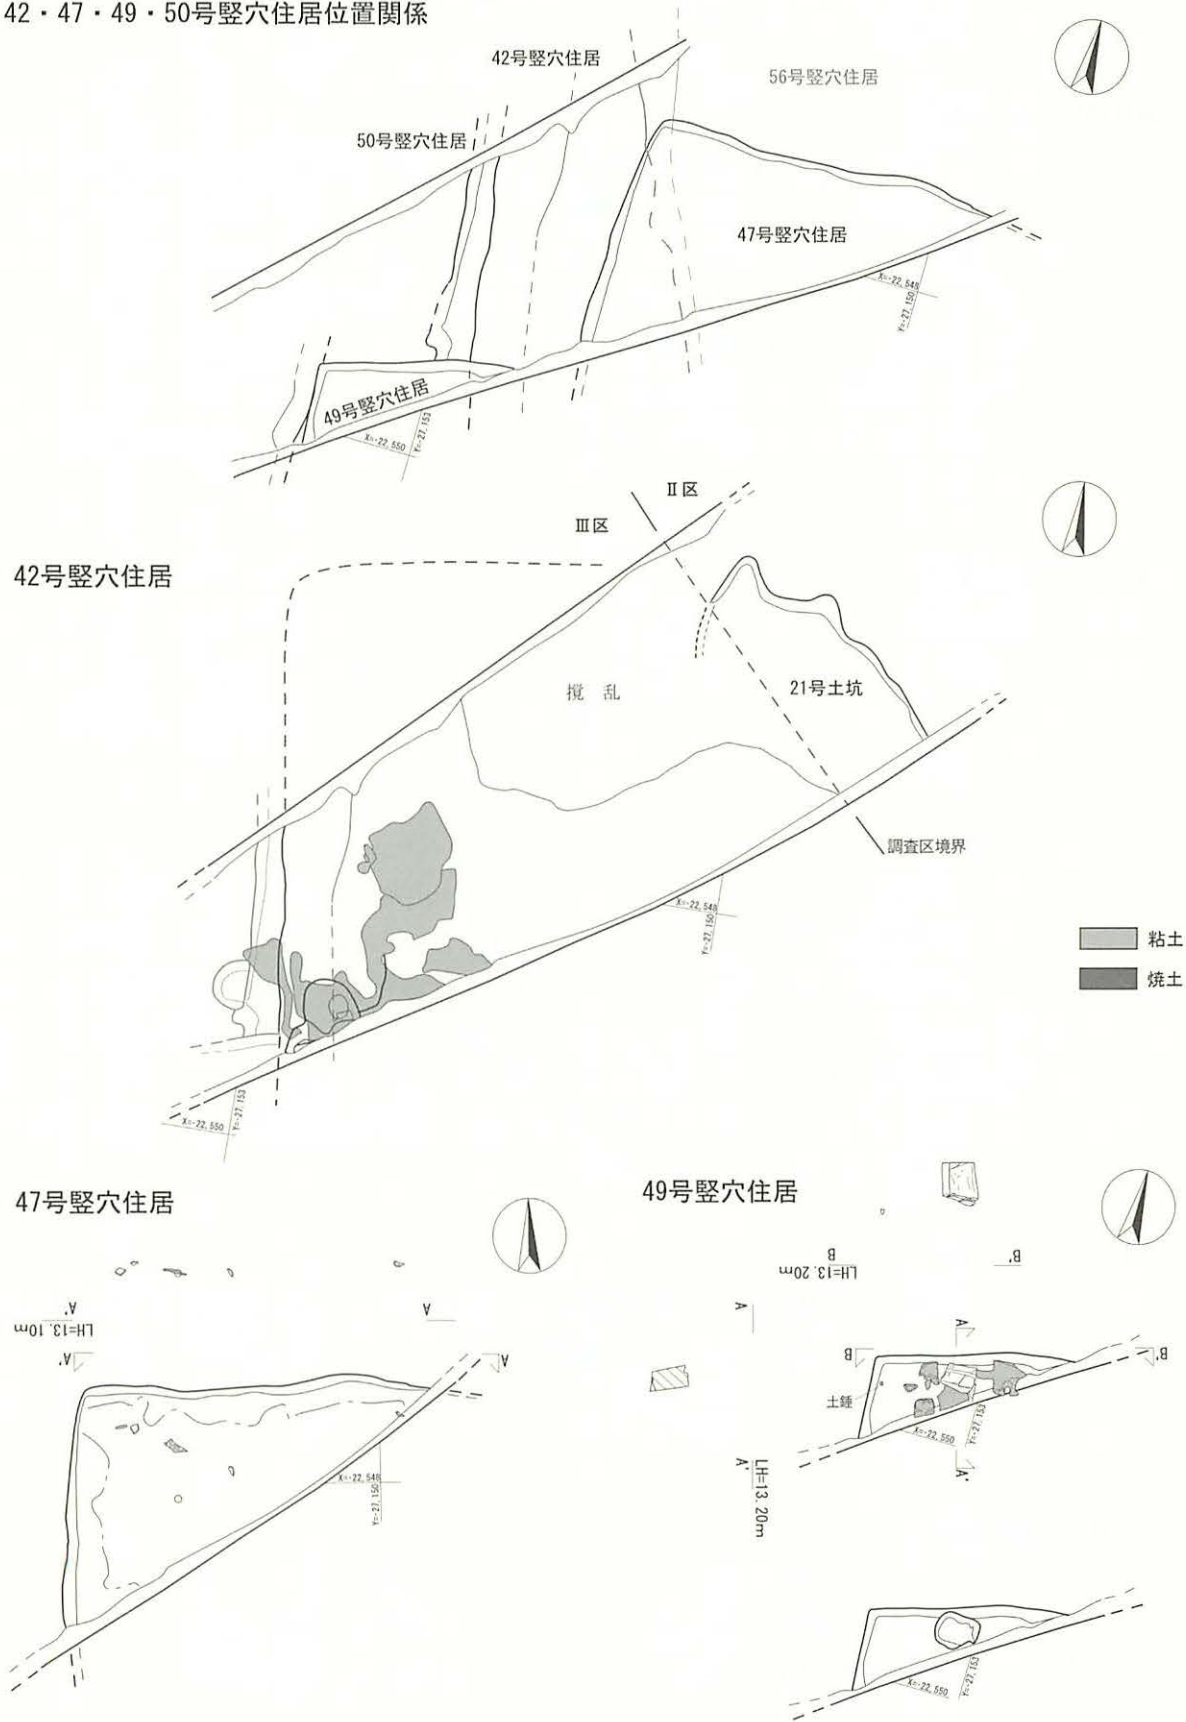 42・47・49・50号竪穴住居位置関係
42号竪穴住居
56号竪穴住居
50号竪穴住居
47号竪穴住居
X=-22,548
Y=-27,150
49号竪穴住居
X=-22,550
Y=-27,153
Ⅱ区
Ⅲ区
42号竪穴住居
撹乱
21号土坑
調査区境界
X=-22,548
Y=-27,150
粘土
焼土
X=-22,550
Y=-27,153
47号竪穴住居
A'
A
LH=13.10m
A'
A
X=-22,548
Y=-27,150
49号竪穴住居
B
B'
LH=13.20m
A
A
B
B'
土錘
X=-22,550
Y=-27,153
A'
A'
LH=13.20m
X=-22,550
Y=-27,153